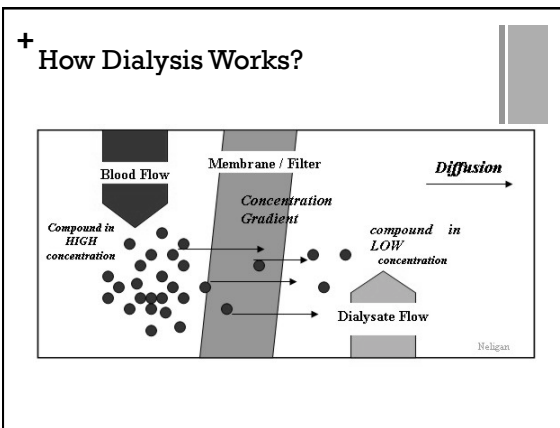 +
How Dialysis Works?
Blood Flow
Membrane / Filter
Diffusion
Concentration
Gradient
Compound in
HIGH
concentration
compound in
LOW
concentration
Dialysate Flow
Neligan